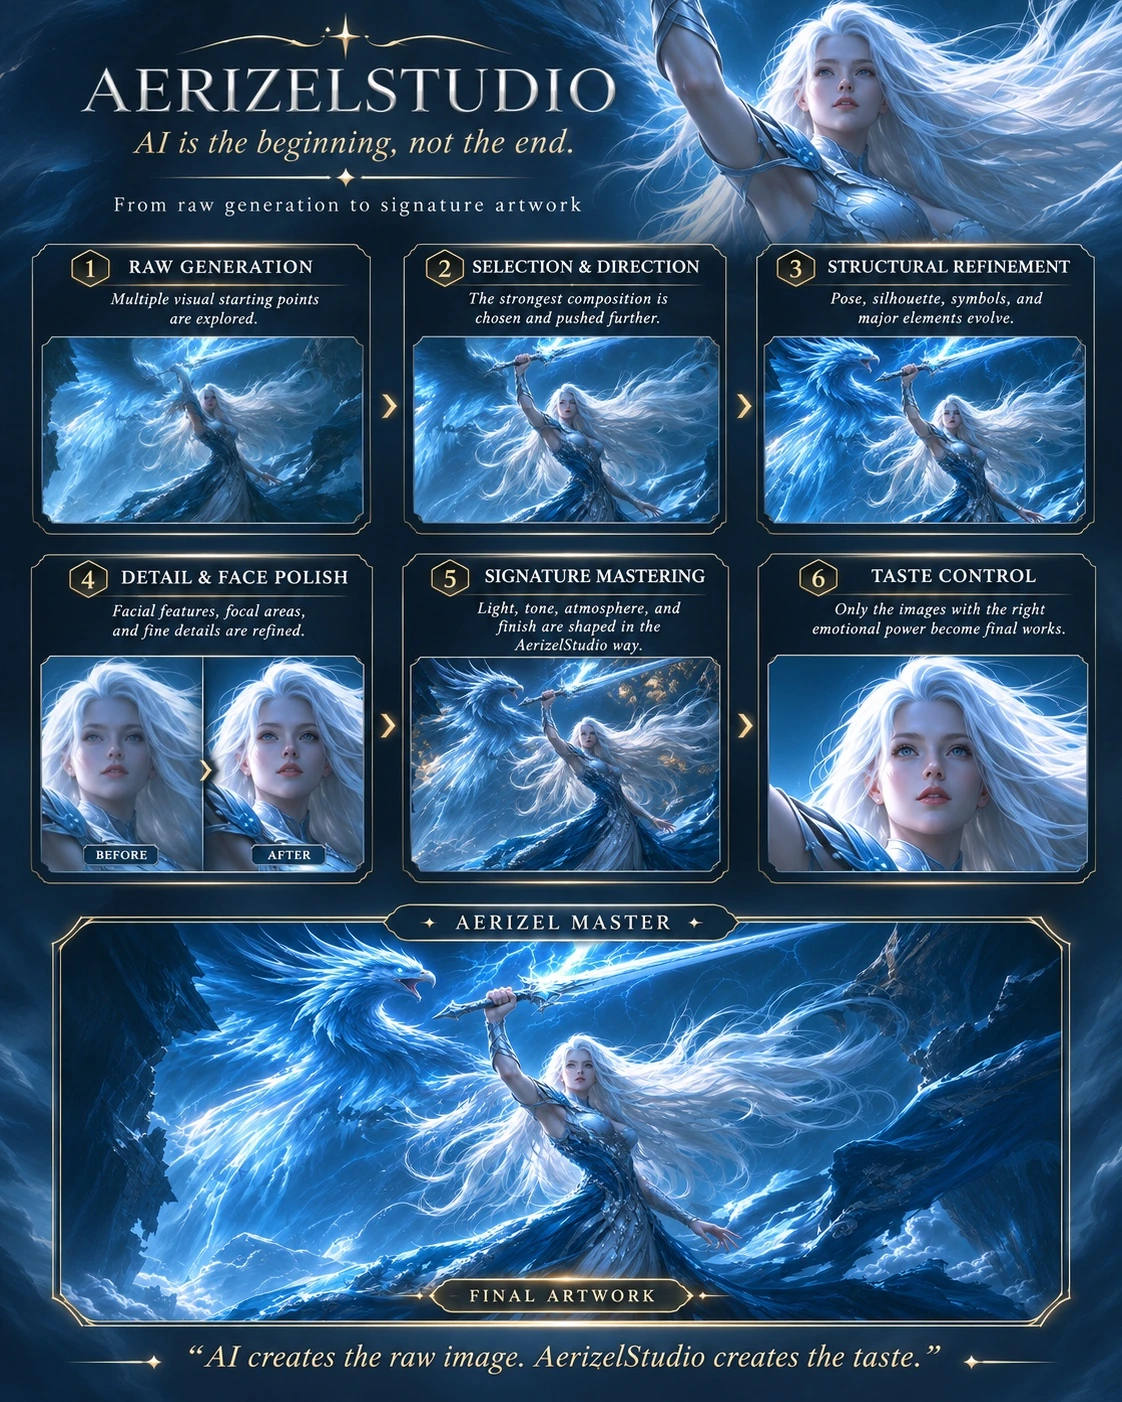 AERIZELSTUDIO
AI is the beginning, not the end.
From raw generation to signature artwork
1 RAW GENERATION
Multiple visual starting points
are explored.
2 SELECTION & DIRECTION
The strongest composition is
chosen and pushed further.
3 STRUCTURAL REFINEMENT
Pose, silhouette, symbols, and
major elements evolve.
4 DETAIL & FACE POLISH
Facial features, focal areas,
and fine details are refined.
BEFORE
AFTER
5 SIGNATURE MASTERING
Light, tone, atmosphere, and
finish are shaped in the
AerizelStudio way.
6 TASTE CONTROL
Only the images with the right
emotional power become final works.
AERIZEL MASTER
FINAL ARTWORK
“AI creates the raw image. AerizelStudio creates the taste.”